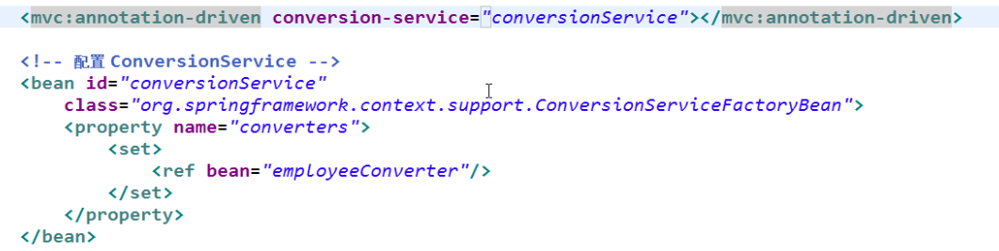 <mvc:annotation-driven conversion-service="conversionService"></mvc:annotation-driven>
<!-- 配置 ConversionService -->
<bean id="conversionService"
class="org.springframework.context.support.ConversionServiceFactoryBean">
<property name="converters">
<set>
<ref bean="employeeConverter"/>
</set>
</property>
</bean>